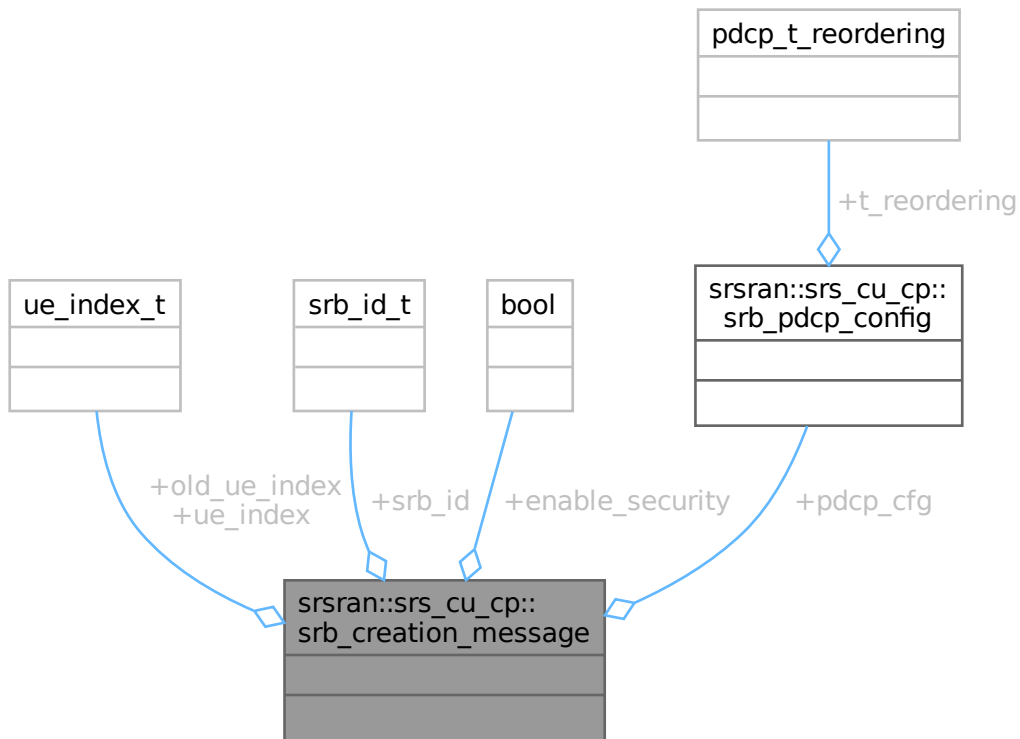 pdcp_t_reordering
+t_reordering
ue_index_t
srb_id_t
bool
srsran::srs_cu_cp::
srb_pdcp_config
+old_ue_index
+ue_index
+srb_id
+enable_security
+pdcp_cfg
srsran::srs_cu_cp::
srb_creation_message